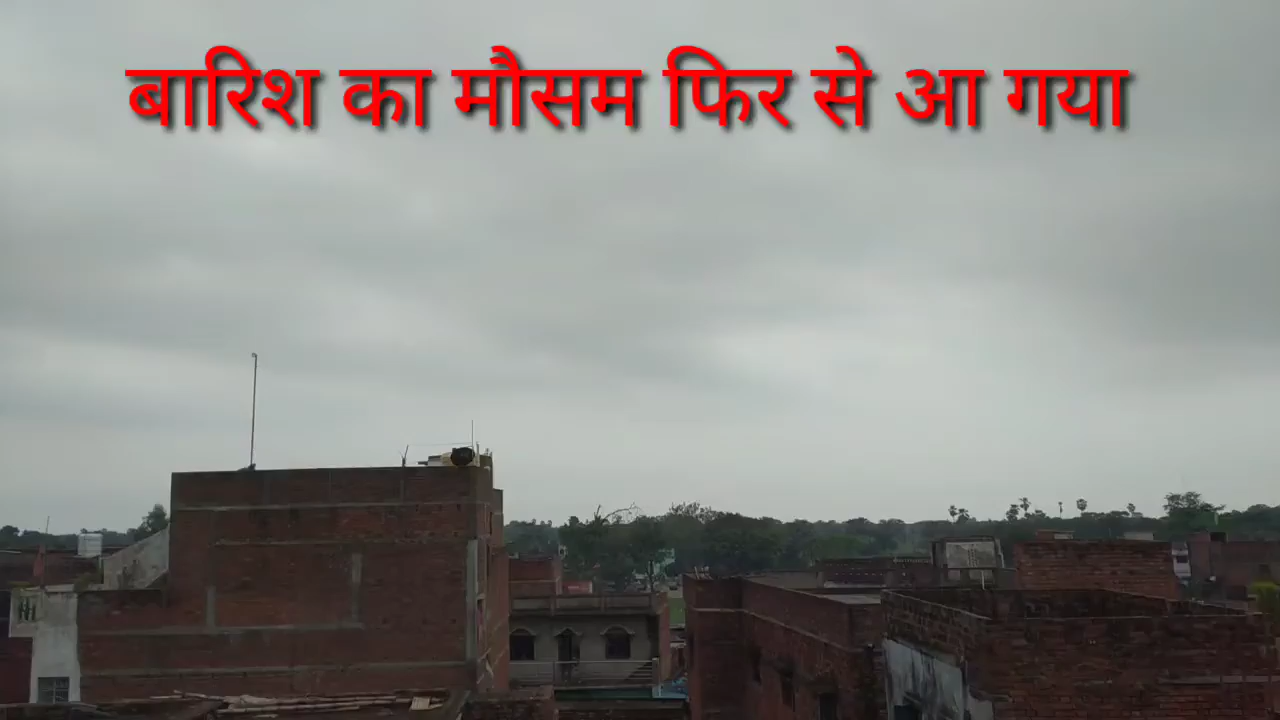 बारिश का मौसम फिर से आ गया